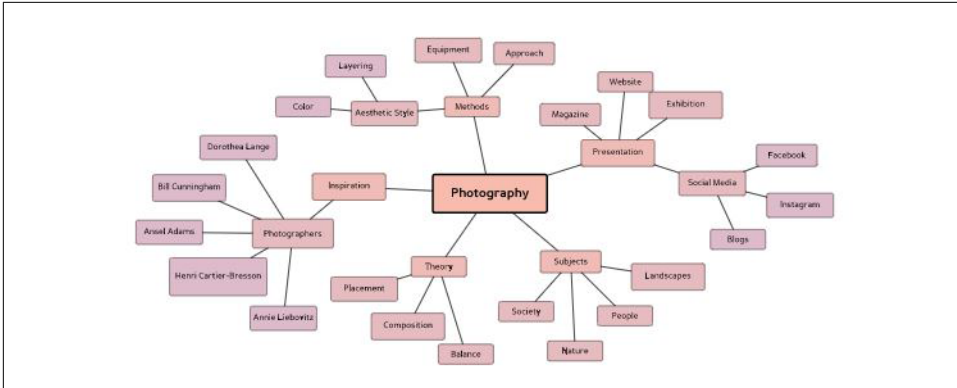 Equipment
Approach
Layering
Website
Color
Aesthetic Style
Methods
Magazine
Exhibition
Dorothea Lange
Presentation
Facebook
Bill Cunningham
Inspiration
Photography
Social Media
Instagram
Ansel Adams
Photographers
Blogs
Henri Cartier-Bresson
Theory
Subjects
Landscapes
Placement
Annie Liebovitz
Composition
Society
People
Balance
Nature